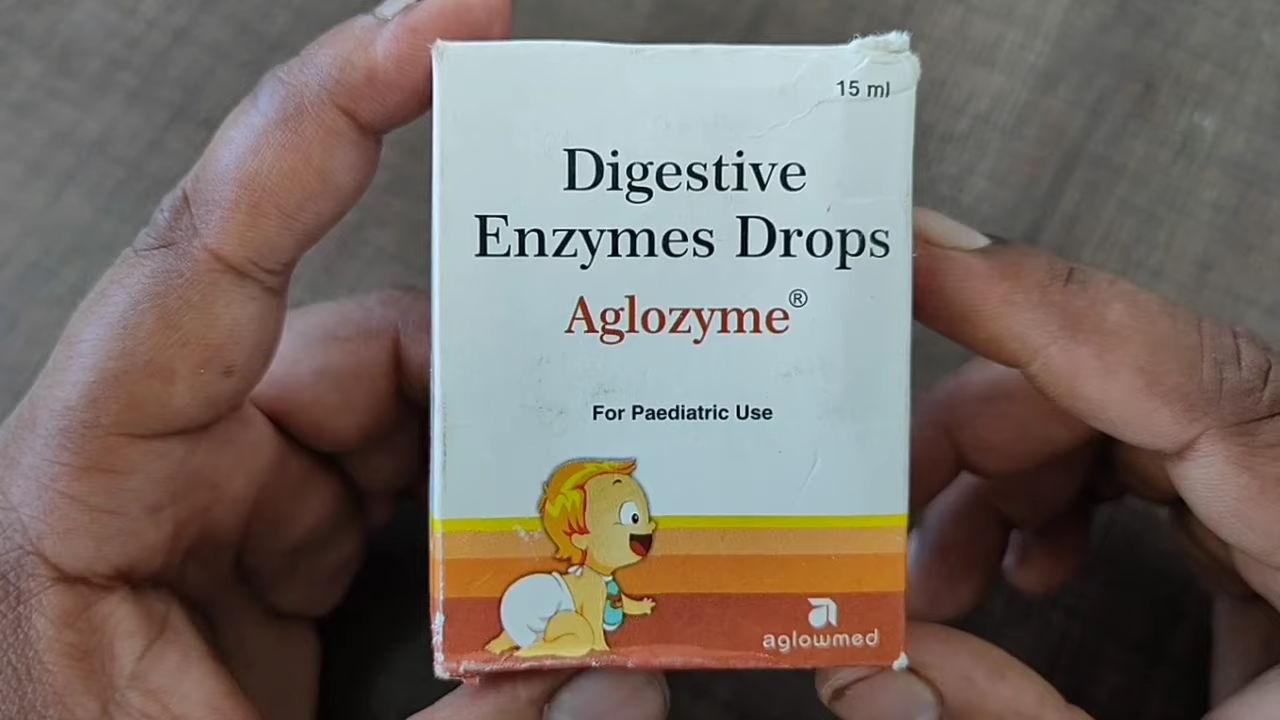 15 ml
Digestive
Enzymes Drops
Aglozyme®
For Paediatric Use
aglowmed